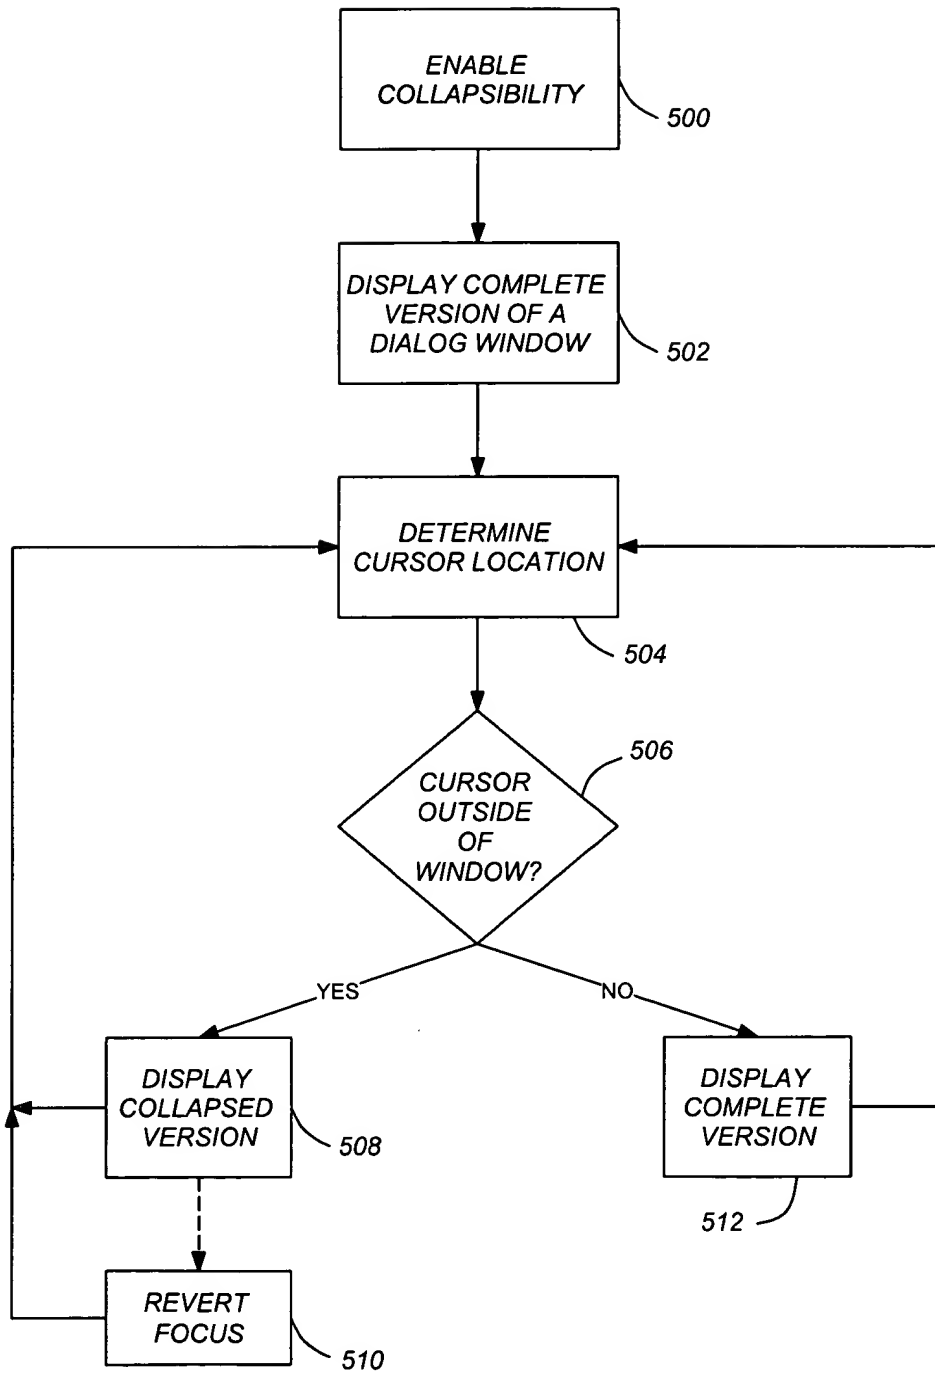 ENABLE
COLLAPSIBILITY
500
DISPLAY COMPLETE
VERSION OF A
DIALOG WINDOW
502
DETERMINE
CURSOR LOCATION
504
506
CURSOR
OUTSIDE
OF
WINDOW?
YES
NO
DISPLAY
COLLAPSED
VERSION
508
DISPLAY
COMPLETE
VERSION
512
REVERT
FOCUS
510